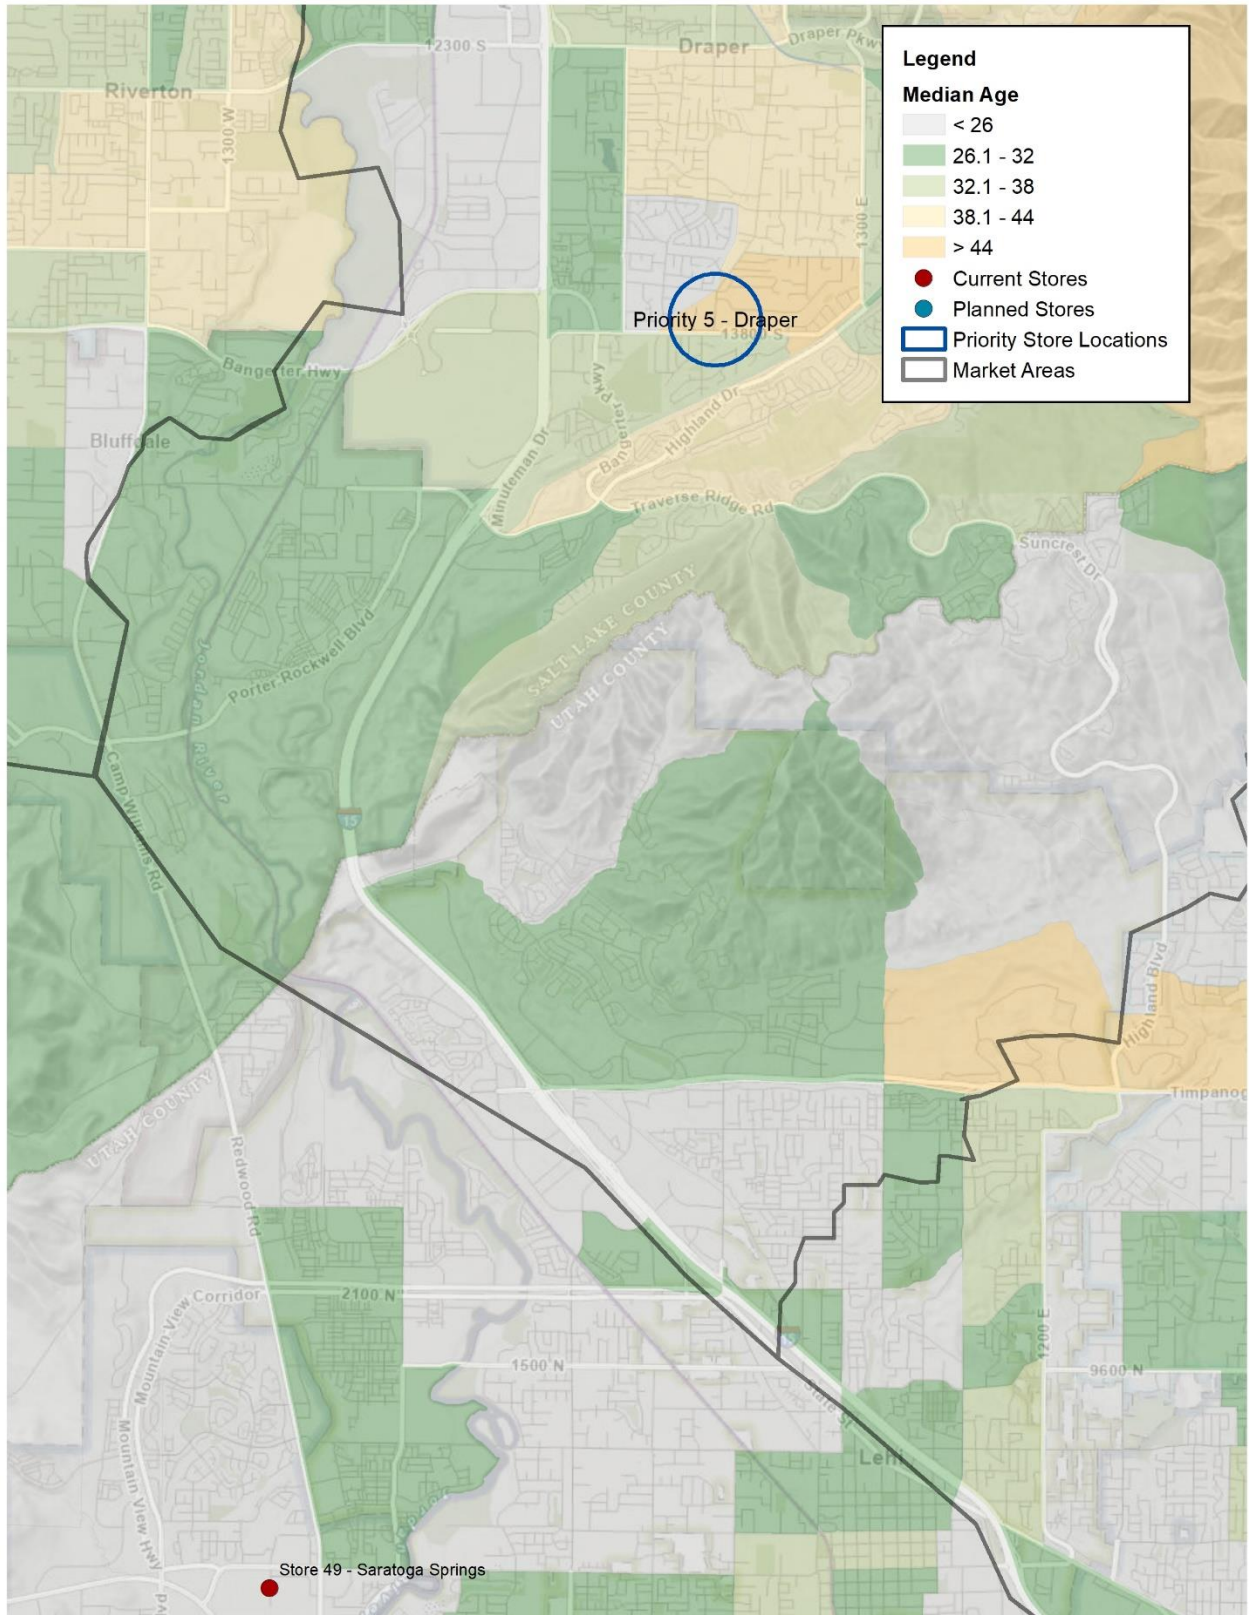 12300 S
Draper
Draper Pkwy
Riverton
1300 W
1300 E
Legend
Median Age
< 26
26.1 - 32
32.1 - 38
38.1 - 44
> 44
Current Stores
Planned Stores
Priority Store Locations
Market Areas
Priority 5 - Draper
13800 S
Bangerter Hwy
Bangerter Pkwy
Highland Dr
Bluffdale
Minuteman Dr
Traverse Ridge Rd
Suncrest Dr
SALT LAKE COUNTY
UTAH COUNTY
Jordan River
Porter Rockwell Blvd
Camp Williams Rd
15
Highland Blvd
Timpanog
UTAH COUNTY
Redwood Rd
Mountain View Corridor
2100 N
1500 N
1200 E
9600 N
State St
Mountain View Hwy
Lehi
Store 49 - Saratoga Springs
vd